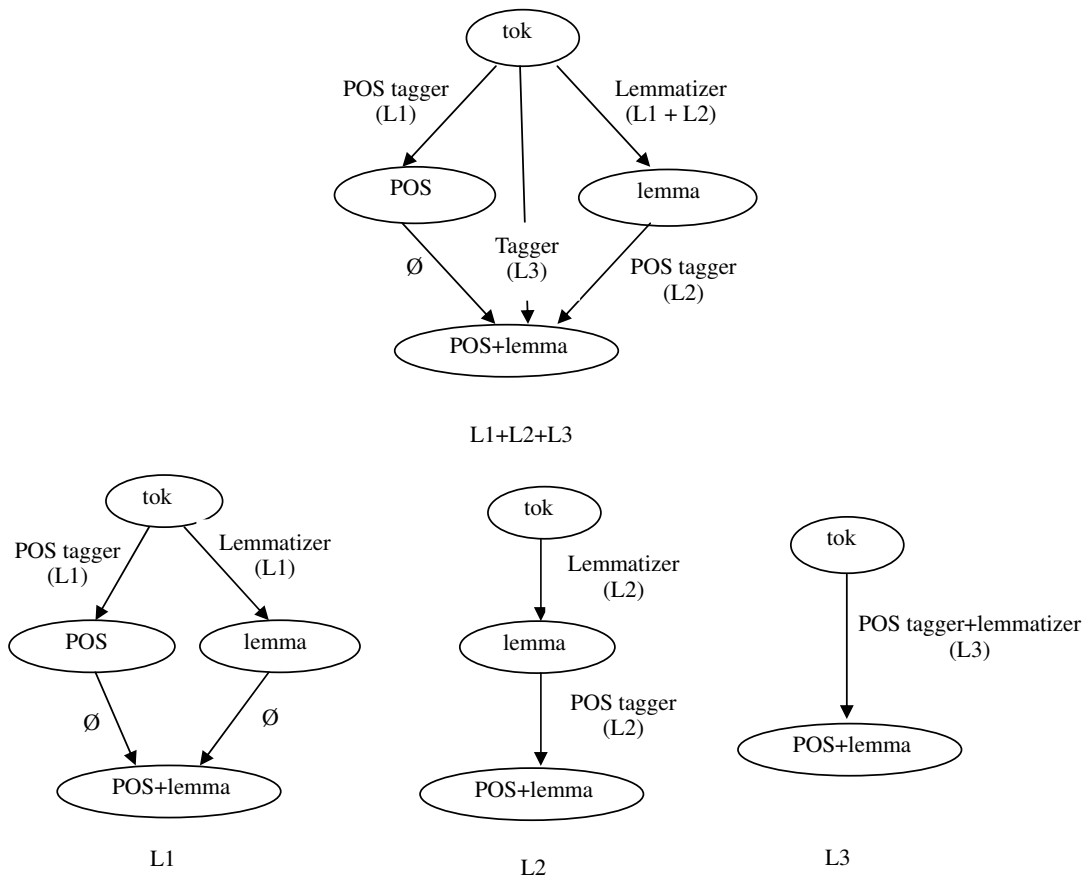 tok
POS tagger
(L1)
Lemmatizer
(L1 + L2)
POS
lemma
Ø
Tagger
(L3)
POS tagger
(L2)
POS+lemma
L1+L2+L3
tok
POS tagger
(L1)
Lemmatizer
(L1)
POS
lemma
Ø
Ø
POS+lemma
L1
tok
Lemmatizer
(L2)
lemma
POS tagger
(L2)
POS+lemma
L2
tok
POS tagger+lemmatizer
(L3)
POS+lemma
L3